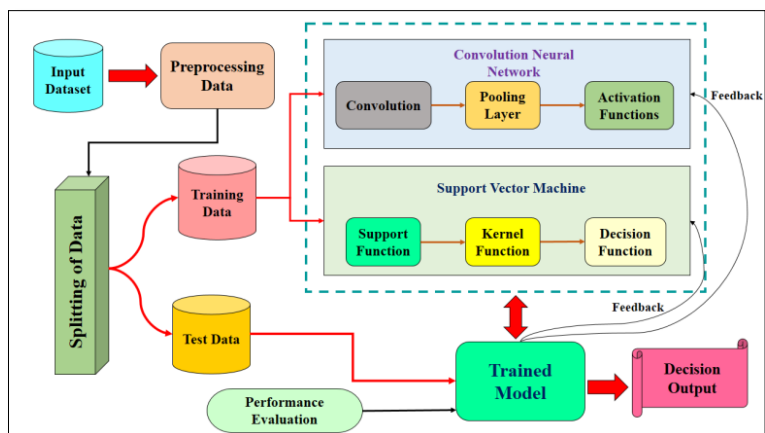 Input
Dataset
Preprocessing
Data
Convolution Neural
Network
Convolution
Pooling
Layer
Activation
Functions
Feedback
Splitting of Data
Training
Data
Support Vector Machine
Support
Function
Kernel
Function
Decision
Function
Feedback
Test Data
Trained
Model
Decision
Output
Performance
Evaluation